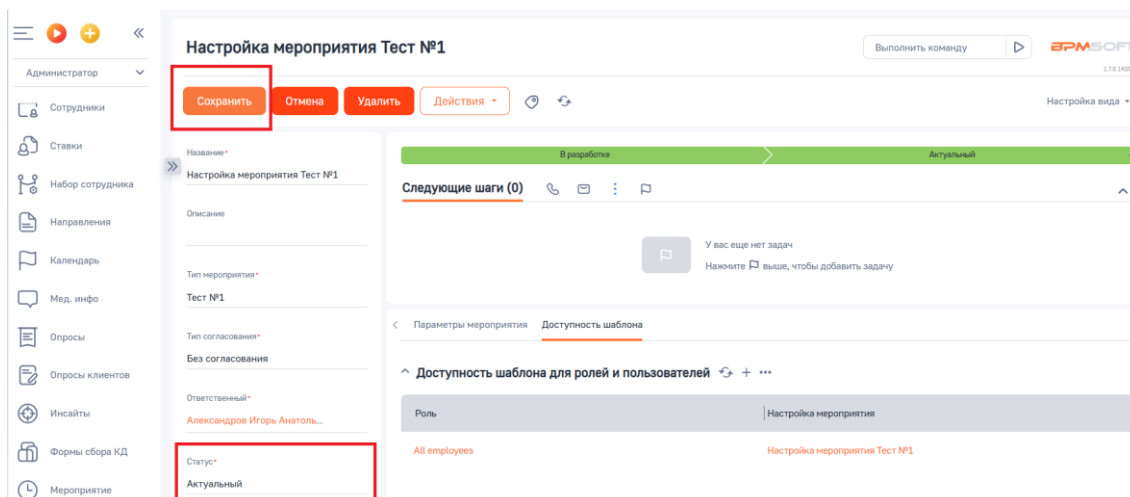 Настройка мероприятия Тест №1
Выполнить команду
BPMSOFT
Администратор
Сохранить
Отмена
Удалить
Действия
Настройка вида
Сотрудники
Ставки
Набор сотрудника
Направления
Календарь
Мед. инфо
Опросы
Опросы клиентов
Инсайты
Формы сбора КД
Мероприятие
Название*
Настройка мероприятия Тест №1
Описание
Тип мероприятия*
Тест №1
Тип согласования*
Без согласования
Ответственный*
Александров Игорь Анатоль...
Статус*
Актуальный
В разработке
Актуальный
Следующие шаги (0)
У вас еще нет задач
Нажмите выше, чтобы добавить задачу
Параметры мероприятия
Доступность шаблона
Доступность шаблона для ролей и пользователей
Роль
Настройка мероприятия
All employees
Настройка мероприятия Тест №1